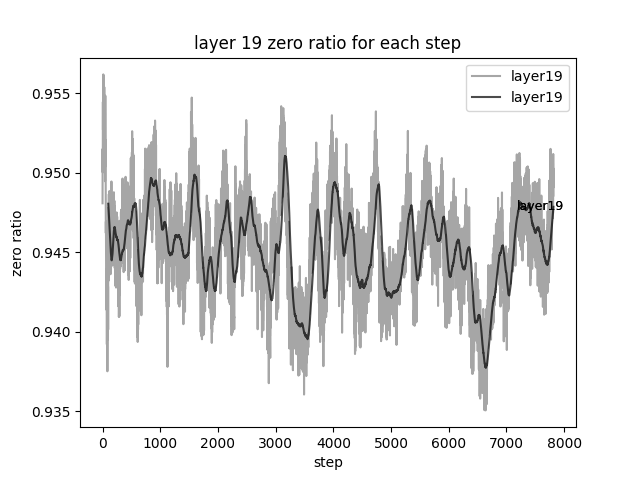 layer 19 zero ratio for each step
layer19
layer19
0.955
0.950
0.945
0.940
0.935
zero ratio
layer19
layer19
0
1000
2000
3000
4000
5000
6000
7000
8000
step